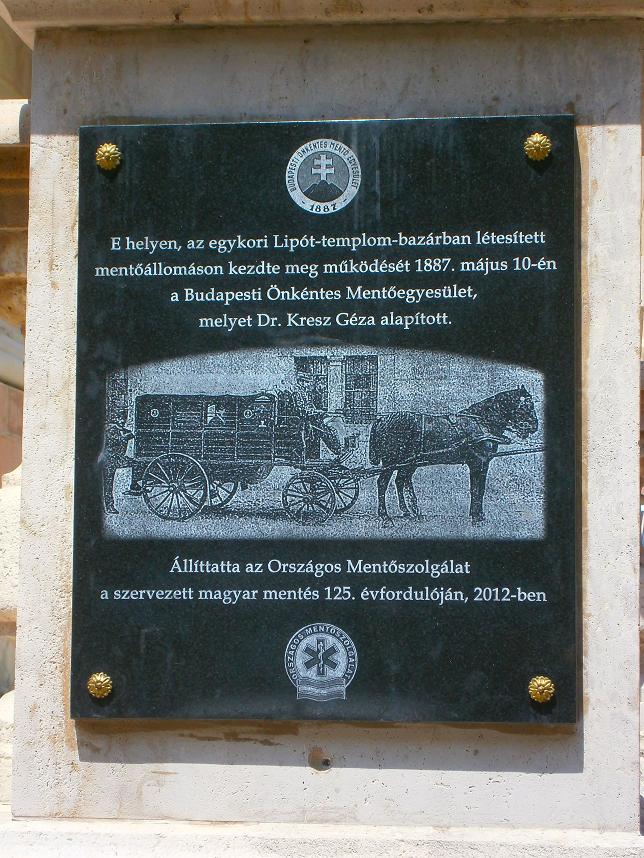 BUDAPESTI ÖNKÉNTES MENTŐ EGYESÜLET
- 1887 -
E helyen, az egykori Lipót-templom-bazárban létesített
mentőállomáson kezdte meg működését 1887. május 10-én
a Budapesti Önkéntes Mentőegyesület,
melyet Dr. Kresz Géza alapított.
Állíttatta az Országos Mentőszolgálat
a szervezett magyar mentés 125. évfordulóján, 2012-ben
ORSZÁGOS MENTŐSZOLGÁLAT